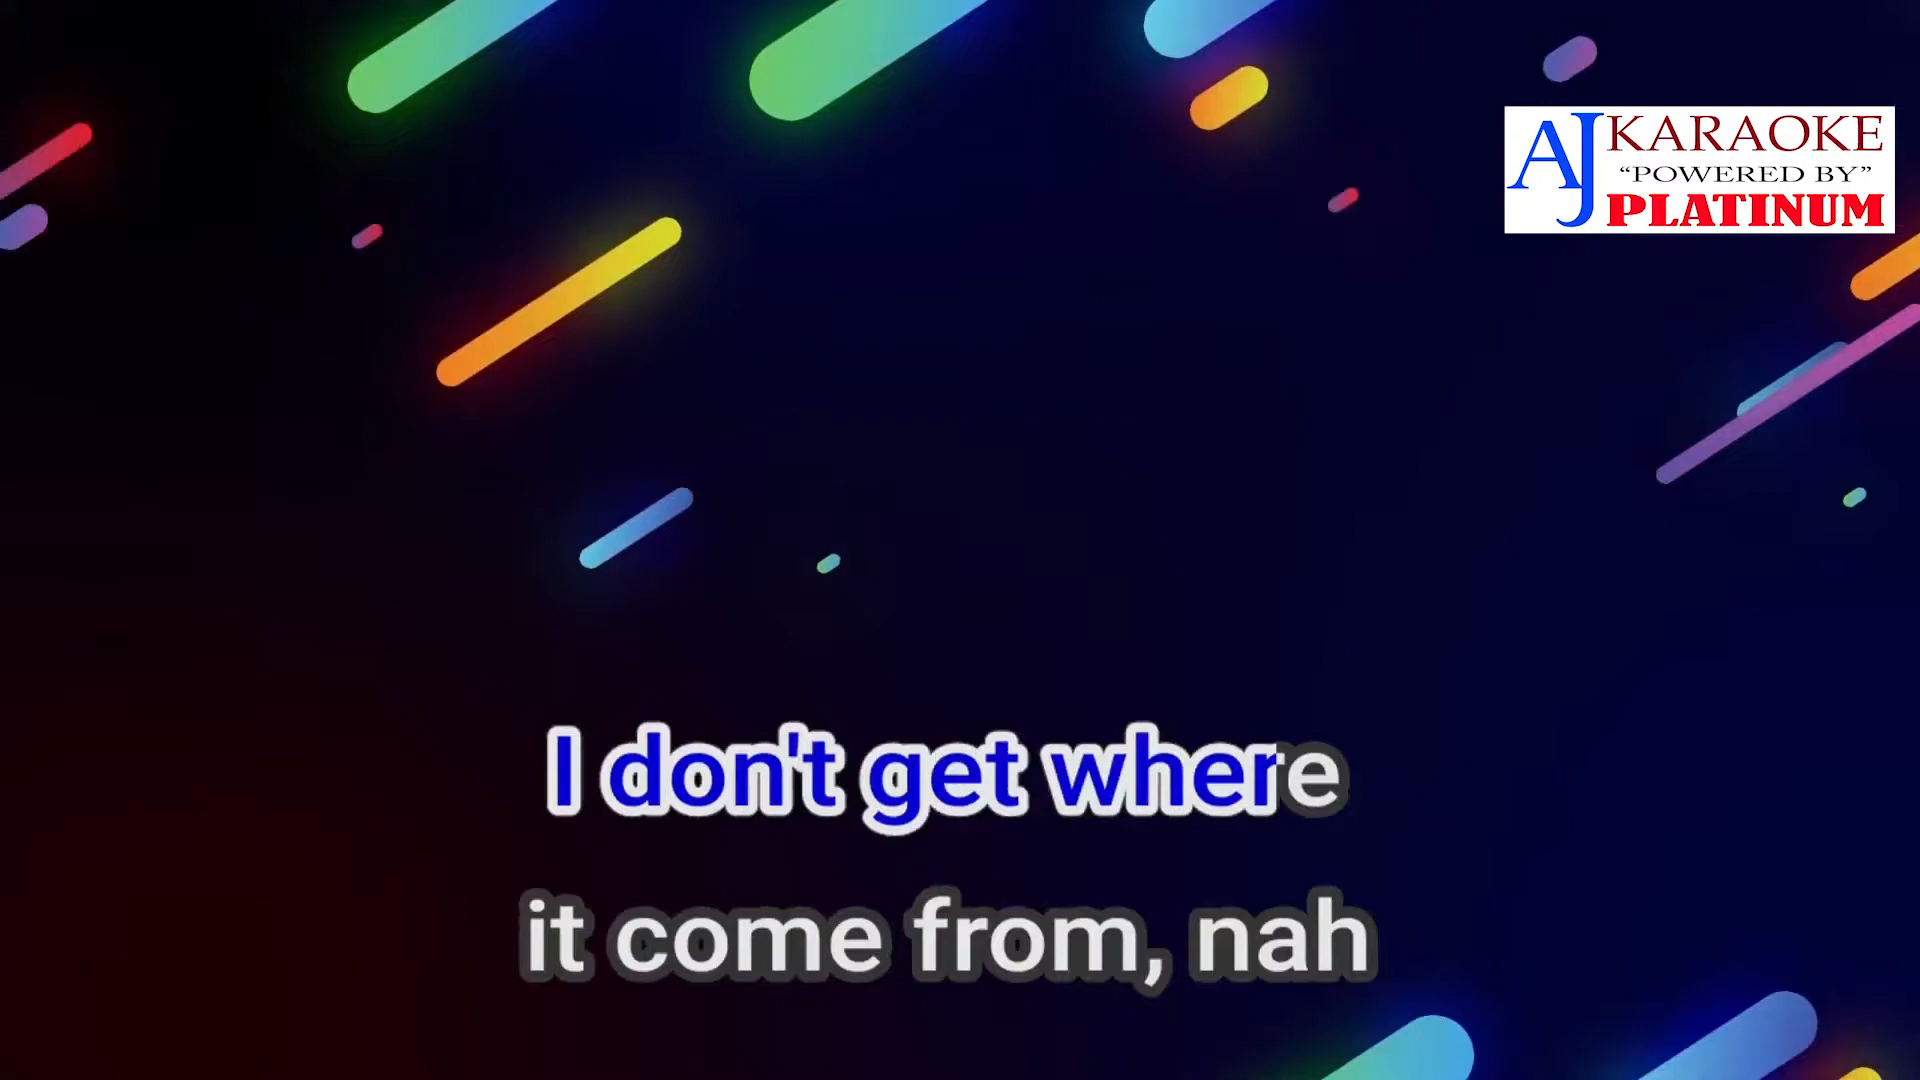 AJ KARAOKE
“POWERED BY”
PLATINUM
I don't get where
it come from, nah